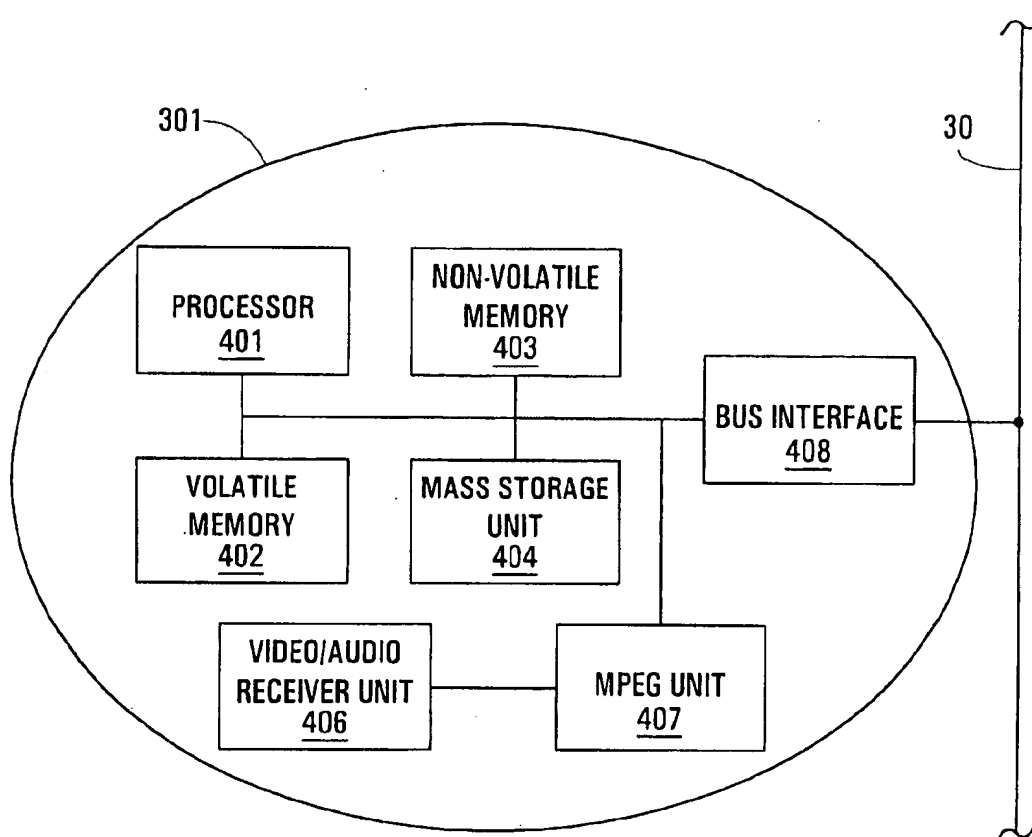 301
30
PROCESSOR
401
NON-VOLATILE
MEMORY
403
BUS INTERFACE
408
VOLATILE
MEMORY
402
MASS STORAGE
UNIT
404
VIDEO/AUDIO
RECEIVER UNIT
406
MPEG UNIT
407